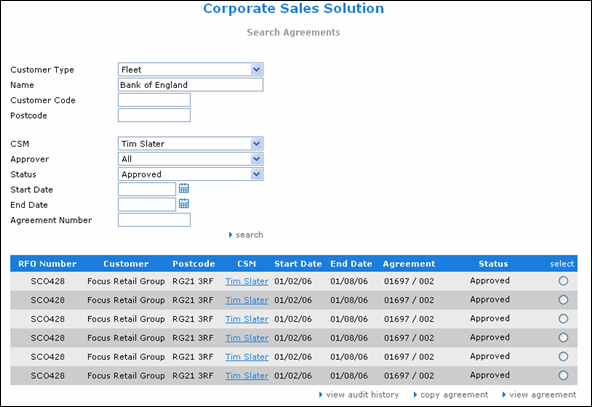 Corporate Sales Solution
Search Agreements
Customer Type Fleet
Name Bank of England
Customer Code
Postcode
CSM Tim Slater
Approver All
Status Approved
Start Date
End Date
Agreement Number
search
RFO Number Customer Postcode CSM Start Date End Date Agreement Status select
SCO428 Focus Retail Group RG21 3RF Tim Slater 01/02/06 01/08/06 01697 / 002 Approved
SCO428 Focus Retail Group RG21 3RF Tim Slater 01/02/06 01/08/06 01697 / 002 Approved
SCO428 Focus Retail Group RG21 3RF Tim Slater 01/02/06 01/08/06 01697 / 002 Approved
SCO428 Focus Retail Group RG21 3RF Tim Slater 01/02/06 01/08/06 01697 / 002 Approved
SCO428 Focus Retail Group RG21 3RF Tim Slater 01/02/06 01/08/06 01697 / 002 Approved
SCO428 Focus Retail Group RG21 3RF Tim Slater 01/02/06 01/08/06 01697 / 002 Approved
view audit history copy agreement view agreement